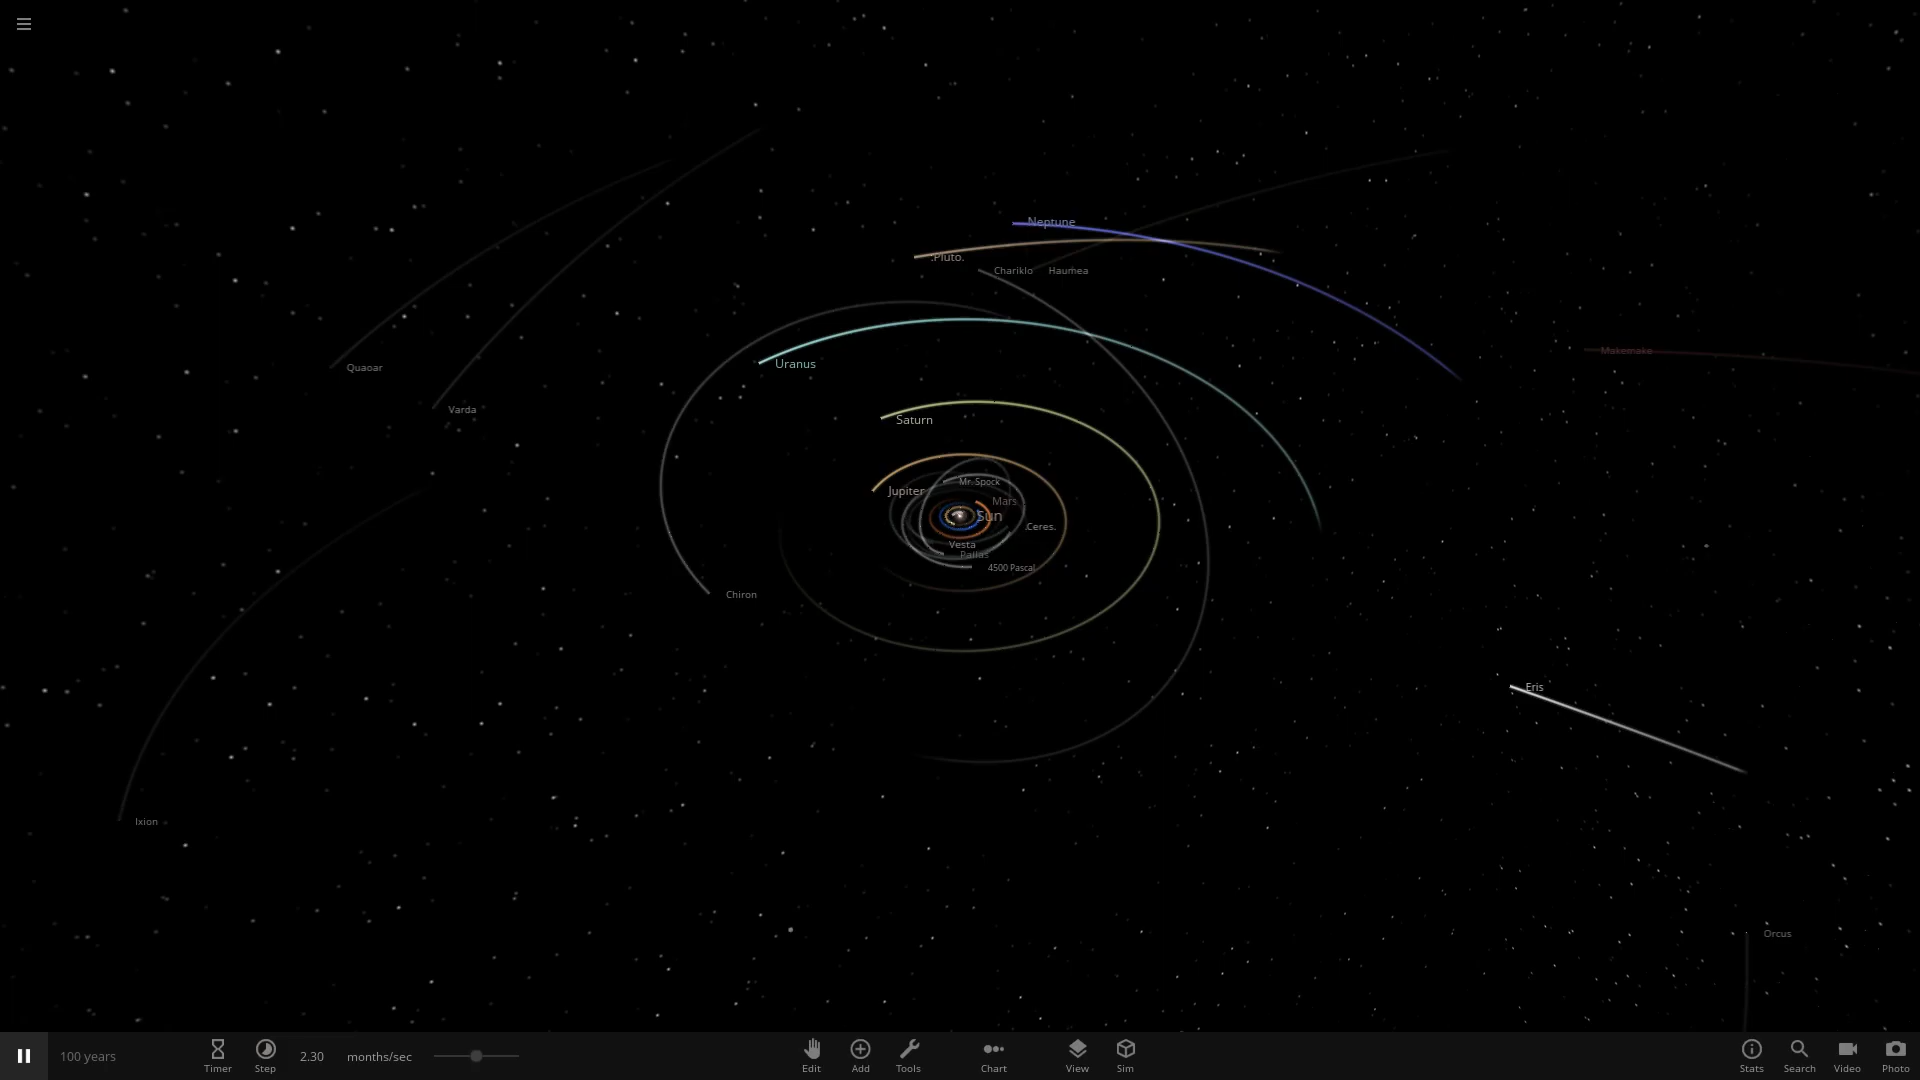 Neptune
.Pluto.
Chariklo
Haumea
Makemake
Quaoar
Uranus
Varda
Saturn
Mr. Spock
Jupiter
Mars
Sun
.Ceres.
Vesta
Pallas
4500 Pascal
Chiron
Eris
Ixion
Orcus
100 years
Timer
Step
2.30 months/sec
Edit
Add
Tools
Chart
View
Sim
Stats
Search
Video
Photo